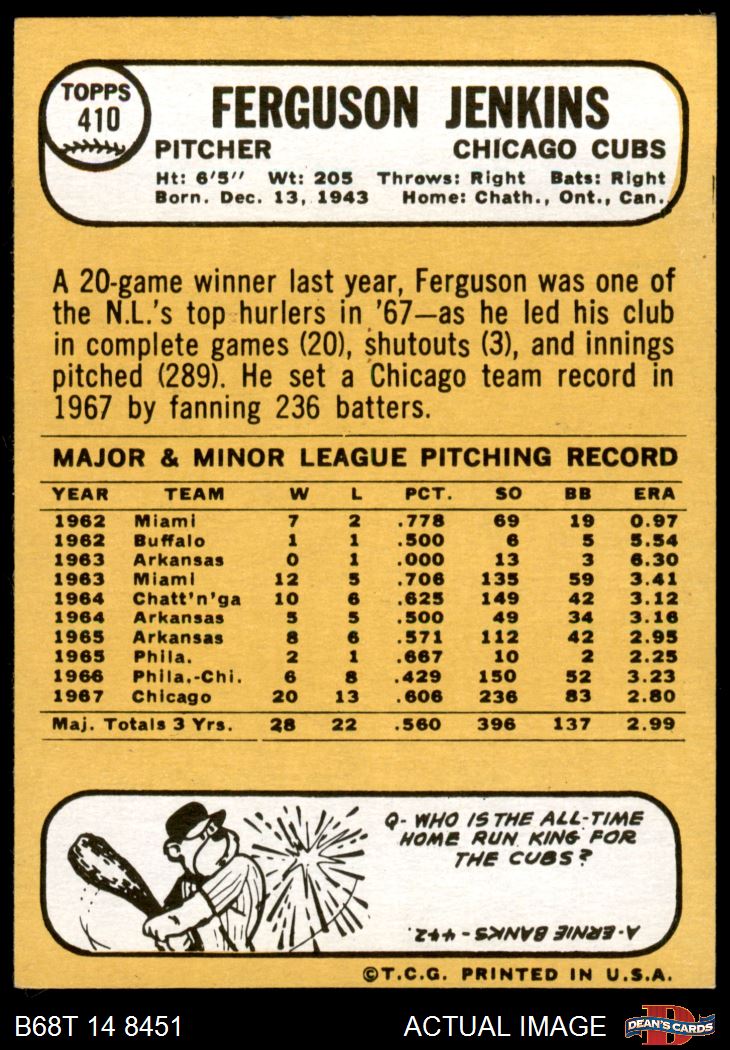 TOPPS
410
FERGUSON JENKINS
PITCHER CHICAGO CUBS
Ht: 6'5" Wt: 205 Throws: Right Bats: Right
Born. Dec. 13, 1943 Home: Chath., Ont., Can.
A 20-game winner last year, Ferguson was one of
the N.L.'s top hurlers in '67—as he led his club
in complete games (20), shutouts (3), and innings
pitched (289). He set a Chicago team record in
1967 by fanning 236 batters.
MAJOR & MINOR LEAGUE PITCHING RECORD
YEAR TEAM W L PCT. SO BB ERA
1962 Miami 7 2 .778 69 19 0.97
1962 Buffalo 1 1 .500 6 5 5.54
1963 Arkansas 0 1 .000 13 3 6.30
1963 Miami 12 5 .706 135 59 3.41
1964 Chatt'n'ga 10 6 .625 149 42 3.12
1964 Arkansas 5 5 .500 49 34 3.16
1965 Arkansas 8 6 .571 112 42 2.95
1965 Phila. 2 1 .667 10 2 2.25
1966 Phila.-Chi. 6 8 .429 150 52 3.23
1967 Chicago 20 13 .606 236 83 2.80
Maj. Totals 3 Yrs. 28 22 .560 396 137 2.99
Q- WHO IS THE ALL-TIME
HOME RUN KING FOR
THE CUBS?
A-ERNIE BANKS-442.
©T.C.G. PRINTED IN U.S.A.
B68T 14 8451 ACTUAL IMAGE D DEAN'S CARDS